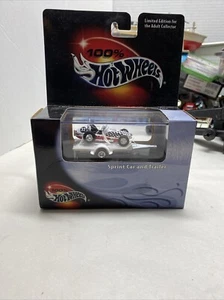 Limited Edition for
the Adult Collector
100%
Hot Wheels
Sprint Car and Trailer
Hot Wheels